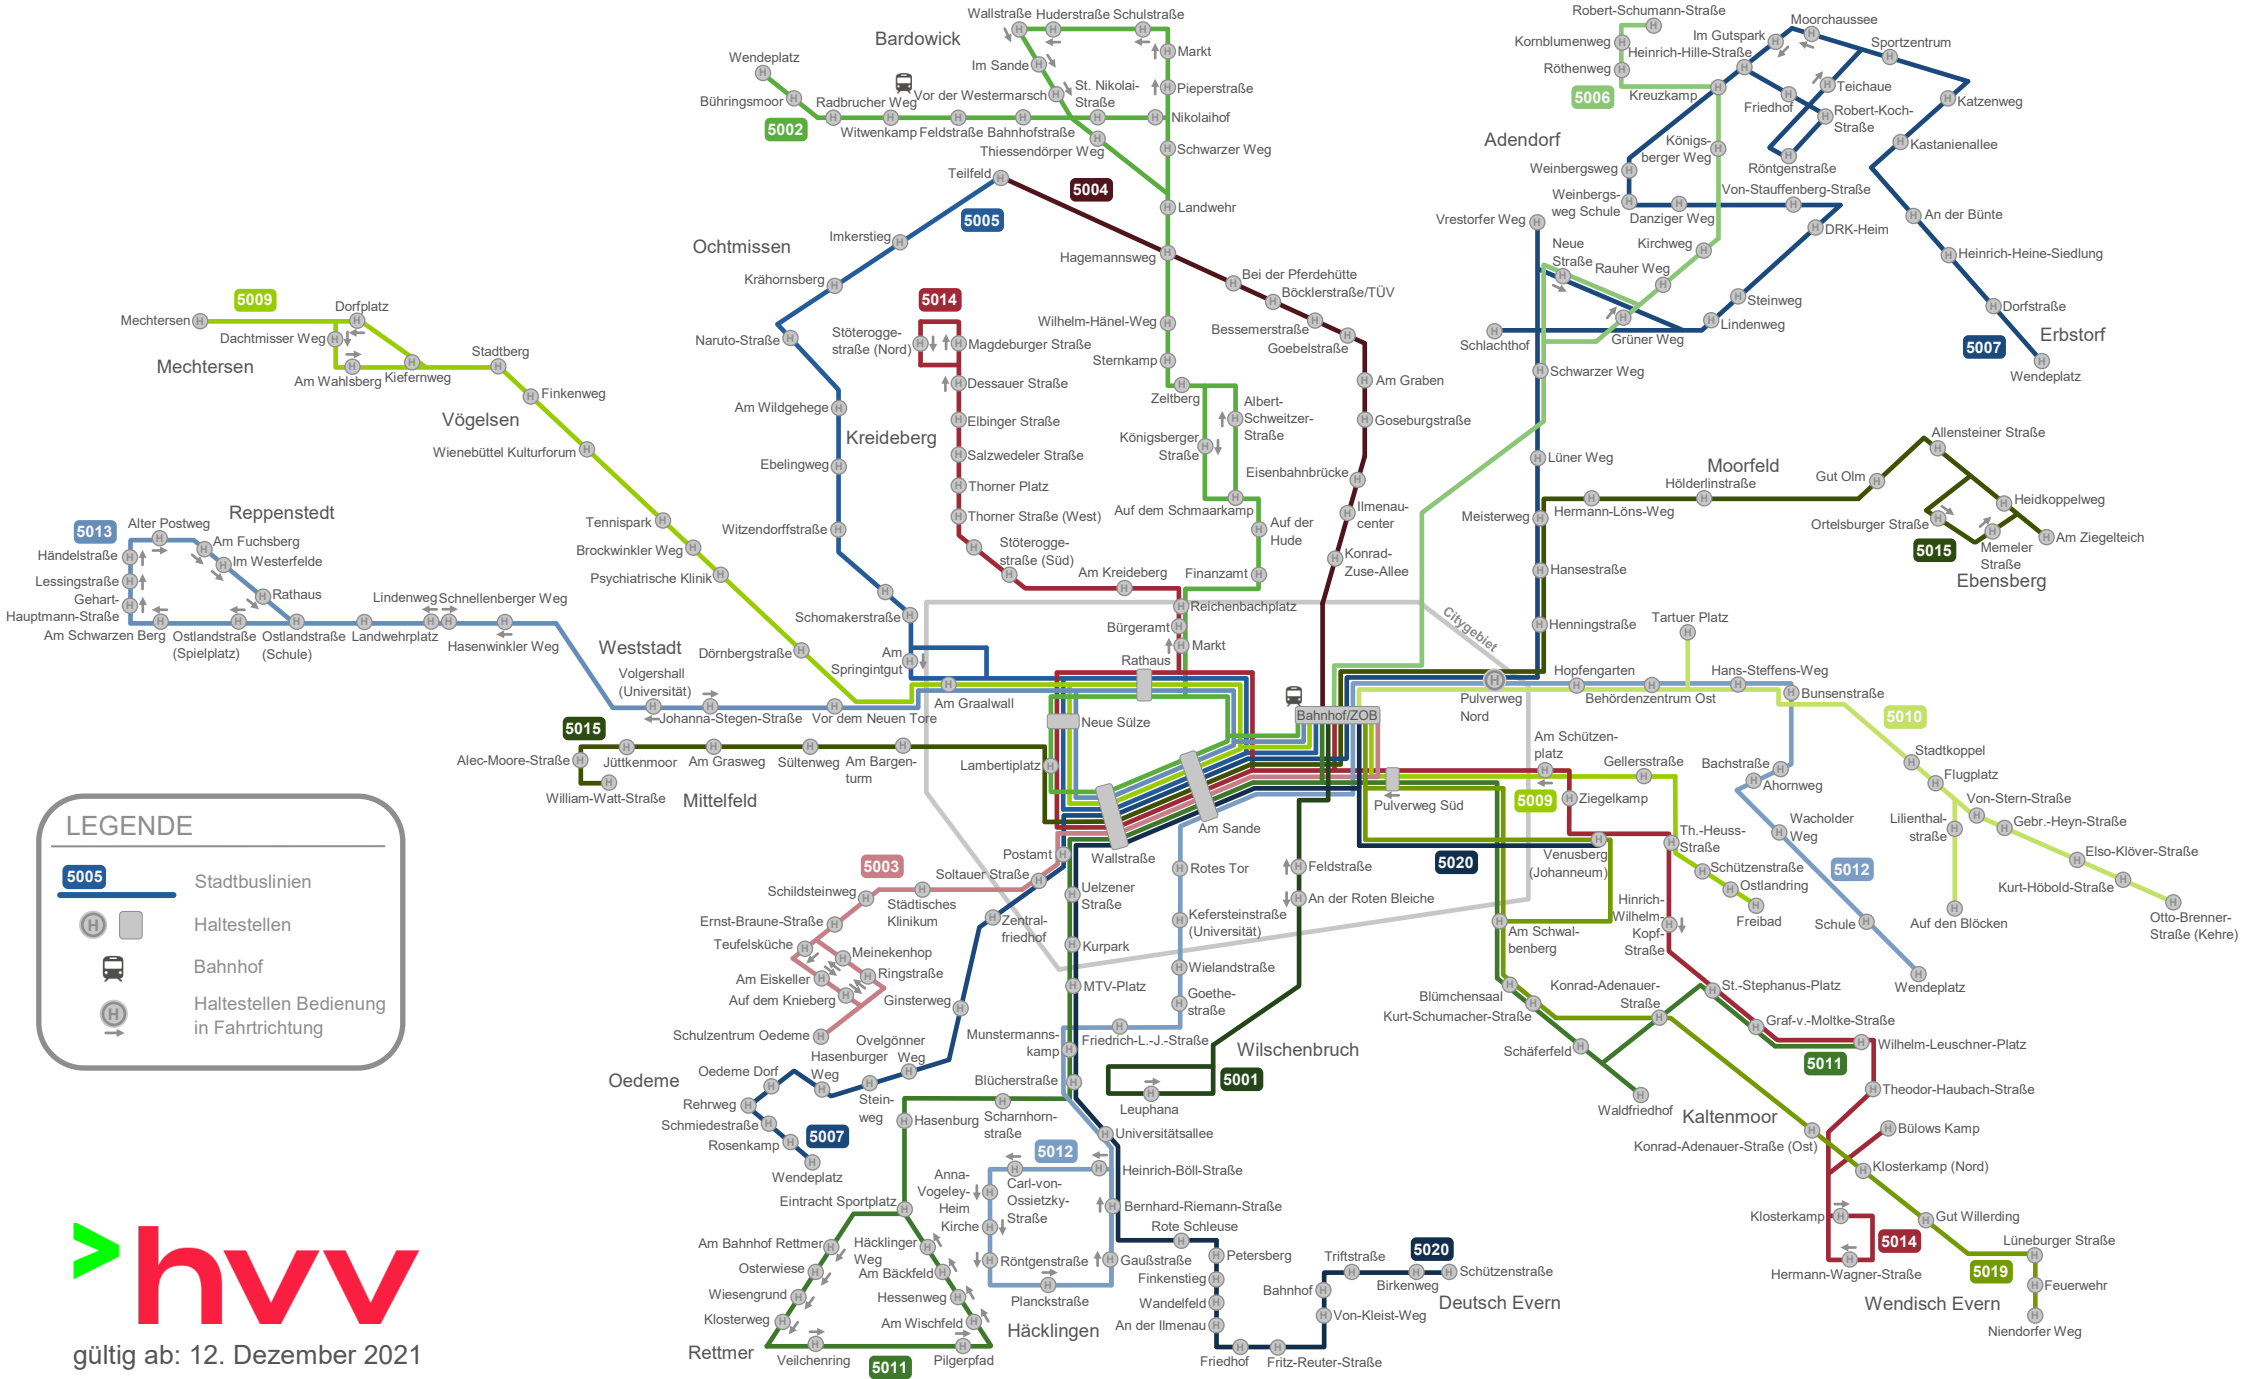 Wallstraße
Huderstraße
Schulstraße
Bardowick
Markt
Wendeplatz
Im Sande
Bühringsmoor
Radbrucher Weg
Vor der Westermarsch
St. Nikolai-
Straße
Pieperstraße
5002
Witwenkamp
Feldstraße
Bahnhofstraße
Nikolaihof
Thiessendörper Weg
Schwarzer Weg
Teilfeld
5004
5005
Landwehr
Imkerstieg
Ochtmissen
Hagemannsweg
Krähornsberg
Bei der Pferdehütte
Böcklerstraße/TÜV
Bessemerstraße
Goebelstraße
Naruto-Straße
5014
Stöterogge-
straße (Nord)
Magdeburger Straße
Dessauer Straße
Elbinger Straße
Salzwedeler Straße
Thorner Platz
Thorner Straße (West)
Stöterogge-
straße (Süd)
Am Kreideberg
Kreideberg
Wilhelm-Hänel-Weg
Sternkamp
Zeltberg
Albert-
Schweitzer-
Straße
Königsberger
Straße
Auf dem Schmaarkamp
Auf der
Hude
Finanzamt
Reichenbachplatz
Bürgeramt
Markt
Rathaus
Am Graben
Goseburgstraße
Eisenbahnbrücke
Ilmenau-
center
Konrad-
Zuse-Allee
Am Wildgehege
Ebelingweg
Witzendorffstraße
Schomakerstraße
Am
Springintgut
5009
Mechtersen
Dorfplatz
Dachtmisser Weg
Mechtersen
Am Wahlsberg
Kiefernweg
Stadtberg
Finkenweg
Vögelsen
Wienebüttel Kulturforum
Tennispark
Brockwinkler Weg
Psychiatrische Klinik
Dörnbergstraße
5013
Reppenstedt
Alter Postweg
Händelstraße
Am Fuchsberg
Im Westerfelde
Lessingstraße
Gehart-
Hauptmann-Straße
Rathaus
Am Schwarzen Berg
Ostlandstraße
(Spielplatz)
Ostlandstraße
(Schule)
Lindenweg
Landwehrplatz
Schnellenberger Weg
Hasenwinkler Weg
Weststadt
Volgershall
(Universität)
Johanna-Stegen-Straße
Vor dem Neuen Tore
Am Graalwall
Neue Sülze
5015
Alec-Moore-Straße
Jüttkenmoor
Am Grasweg
Sültenweg
Am Bargen-
turm
William-Watt-Straße
Mittelfeld
Lambertiplatz
Robert-Schumann-Straße
Kornblumenweg
Röthenweg
5006
Im Gutspark
Heinrich-Hille-Straße
Moorchaussee
Sportzentrum
Kreuzkamp
Friedhof
Teichaue
Robert-Koch-
Straße
Katzenweg
Adendorf
Königs-
berger Weg
Röntgenstraße
Kastanienallee
Weinbergsweg
Weinbergs-
weg Schule
Danziger Weg
Von-Stauffenberg-Straße
Vrestorfer Weg
DRK-Heim
An der Bünte
Neue
Straße
Kirchweg
Rauher Weg
Heinrich-Heine-Siedlung
Steinweg
Lindenweg
Dorfstraße
Erbstorf
5007
Wendeplatz
Schlachthof
Grüner Weg
Schwarzer Weg
Lüner Weg
Meisterweg
Hansestraße
Henningstraße
Moorfeld
Hermann-Löns-Weg
Hölderlinstraße
Gut Olm
Allensteiner Straße
Heidkoppelweg
Ortelsburger Straße
Memeler
Straße
Am Ziegelteich
5015
Ebensberg
Citygebiet
Tartuer Platz
Pulverweg
Nord
Hopfengarten
Behördenzentrum Ost
Hans-Steffens-Weg
Bunsenstraße
5010
Bahnhof/ZOB
Stadtkoppel
Flugplatz
Von-Stern-Straße
Gebr.-Heyn-Straße
Lilienthal-
straße
Elso-Klöver-Straße
Kurt-Höbold-Straße
Auf den Blöcken
Otto-Brenner-
Straße (Kehre)
Bachstraße
Ahornweg
Wacholder
Weg
5012
Schule
Wendeplatz
Am Schützen-
platz
Gellersstraße
Pulverweg Süd
5009
Ziegelkamp
Am Sande
Wallstraße
Th.-Heuss-
Straße
Schützenstraße
Ostlandring
Freibad
5020
Venusberg
(Johanneum)
Hinrich-
Wilhelm-
Kopf-
Straße
Am Schwal-
benberg
Postamt
Soltauer Straße
5003
Schildsteinweg
Städtisches
Klinikum
Ernst-Braune-Straße
Teufelsküche
Meinekenhop
Am Eiskeller
Ringstraße
Auf dem Knieberg
Schulzentrum Oedeme
Zentral-
friedhof
Ginsterweg
Ovelgönner
Weg
Hasenburger
Weg
Oedeme Dorf
Oedeme
Stein-
weg
Rehrweg
Schmiedestraße
Rosenkamp
5007
Wendeplatz
Uelzener
Straße
Kurpark
MTV-Platz
Munstermanns-
kamp
Blücherstraße
Rotes Tor
Kefersteinstraße
(Universität)
Wielandstraße
Goethe-
straße
Friedrich-L.-J.-Straße
Feldstraße
An der Roten Bleiche
Wilschenbruch
5001
Leuphana
Scharnhorn-
straße
Hasenburg
Universitätsallee
5012
Heinrich-Böll-Straße
Anna-
Vogeley-
Heim
Carl-von-
Ossietzky-
Straße
Kirche
Bernhard-Riemann-Straße
Röntgenstraße
Gaußstraße
Planckstraße
Häcklingen
Eintracht Sportplatz
Am Bahnhof Rettmer
Häcklinger
Weg
Osterwiese
Am Bäckfeld
Wiesengrund
Hessenweg
Klosterweg
Am Wischfeld
Rettmer
Veilchenring
5011
Pilgerpfad
Rote Schleuse
Petersberg
Finkenstieg
Wandelfeld
An der Ilmenau
Friedhof
Fritz-Reuter-Straße
Von-Kleist-Weg
Bahnhof
Triftstraße
Birkenweg
5020
Schützenstraße
Deutsch Evern
Blümchensaal
Kurt-Schumacher-Straße
Konrad-Adenauer-
Straße
St.-Stephanus-Platz
Graf-v.-Moltke-Straße
Schäferfeld
5011
Wilhelm-Leuschner-Platz
Waldfriedhof
Theodor-Haubach-Straße
Kaltenmoor
Bülows Kamp
Konrad-Adenauer-Straße (Ost)
Klosterkamp (Nord)
Klosterkamp
Gut Willerding
5014
Lüneburger Straße
Hermann-Wagner-Straße
5019
Feuerwehr
Wendisch Evern
Niendorfer Weg
LEGENDE
5005
Stadtbuslinien
Haltestellen
Bahnhof
Haltestellen Bedienung
in Fahrtrichtung
hvv
gültig ab: 12. Dezember 2021